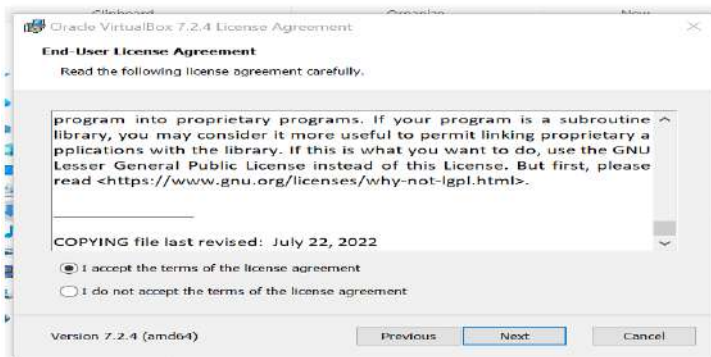 Oracle VirtualBox 7.2.4 License Agreement
End-User License Agreement
Read the following license agreement carefully.
program into proprietary programs. If your program is a subroutine
library, you may consider it more useful to permit linking proprietary a
pplications with the library. If this is what you want to do, use the GNU
Lesser General Public License instead of this License. But first, please
read <https://www.gnu.org/licenses/why-not-lgpl.html>.
COPYING file last revised: July 22, 2022
I accept the terms of the license agreement
I do not accept the terms of the license agreement
Version 7.2.4 (amd64)
Previous
Next
Cancel